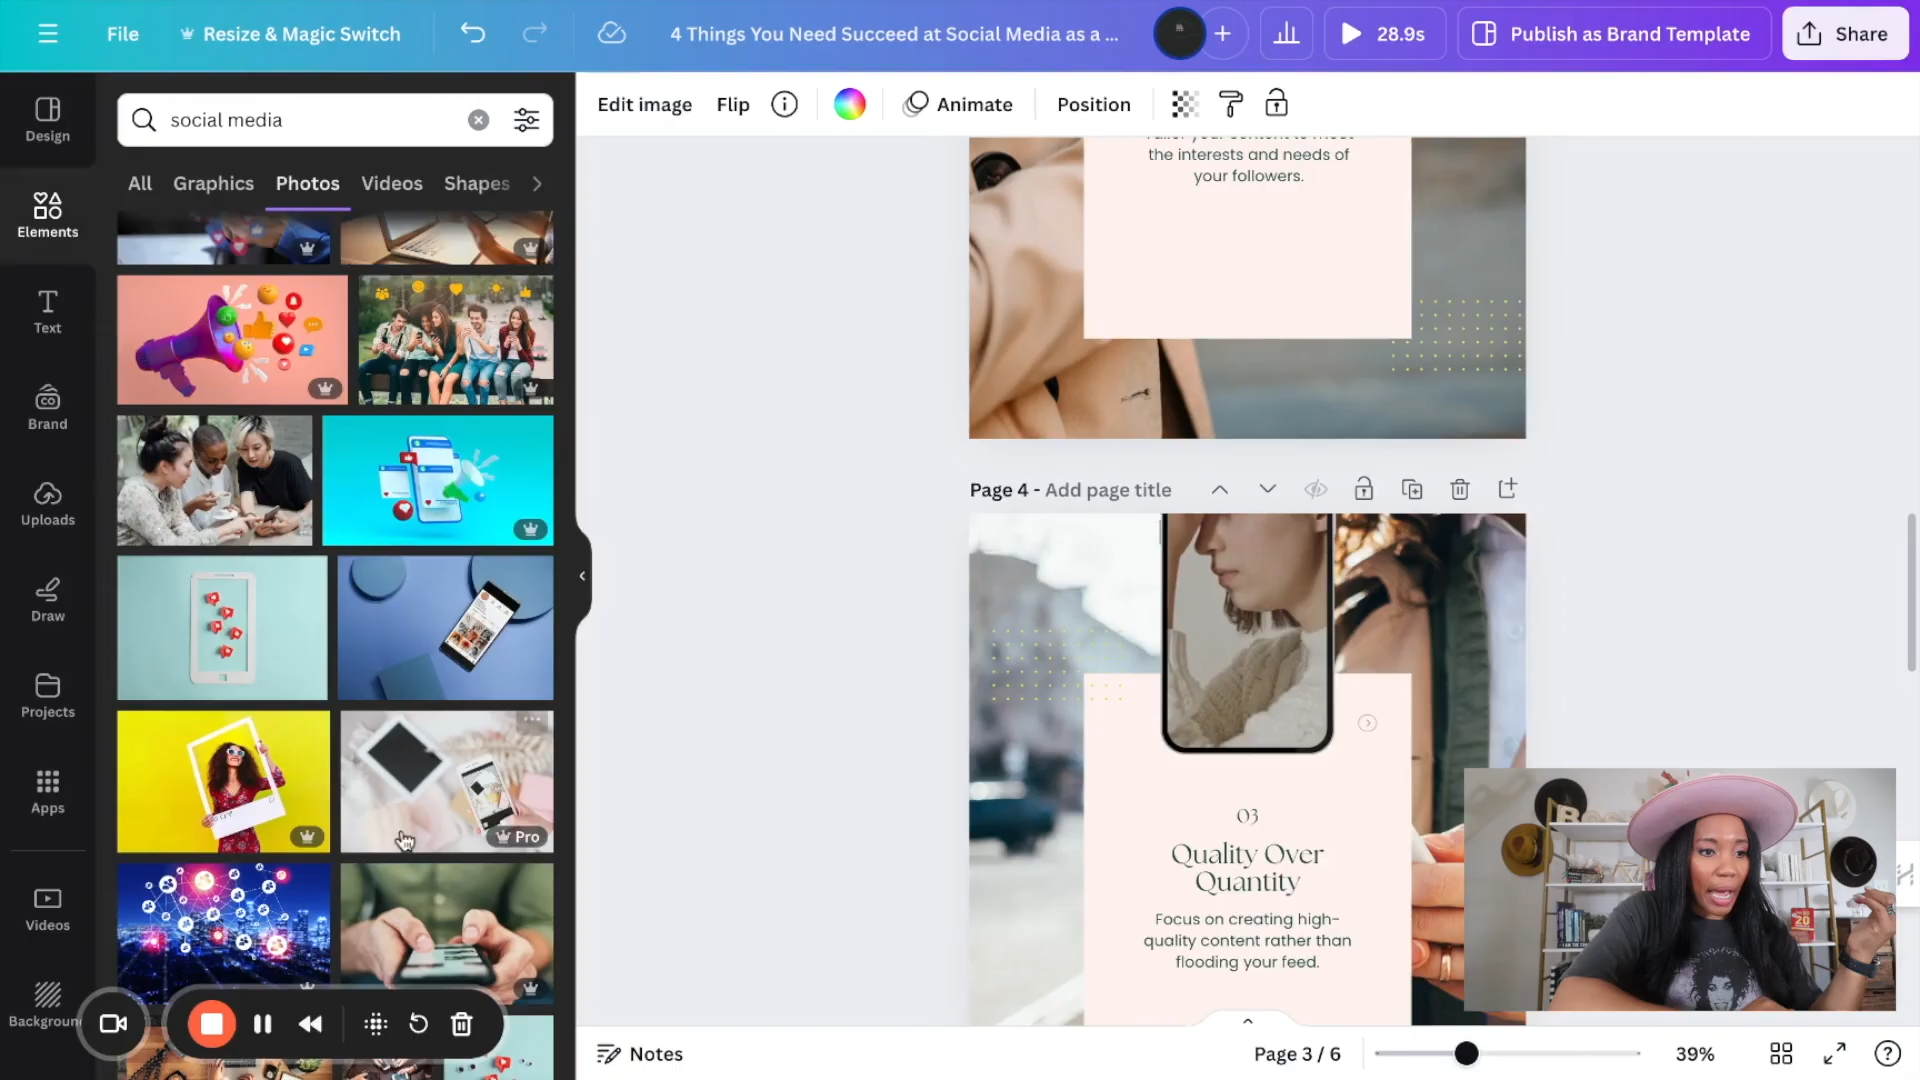 File
Resize & Magic Switch
4 Things You Need Succeed at Social Media as a ...
28.9s
Publish as Brand Template
Share
Design
Elements
Text
Brand
Uploads
Draw
Projects
Apps
Videos
Background
social media
All
Graphics
Photos
Videos
Shapes
Pro
Edit image
Flip
Animate
Position
the interests and needs of
your followers.
Page 4 - Add page title
03
Quality Over
Quantity
Focus on creating high-
quality content rather than
flooding your feed.
Notes
Page 3 / 6
39%